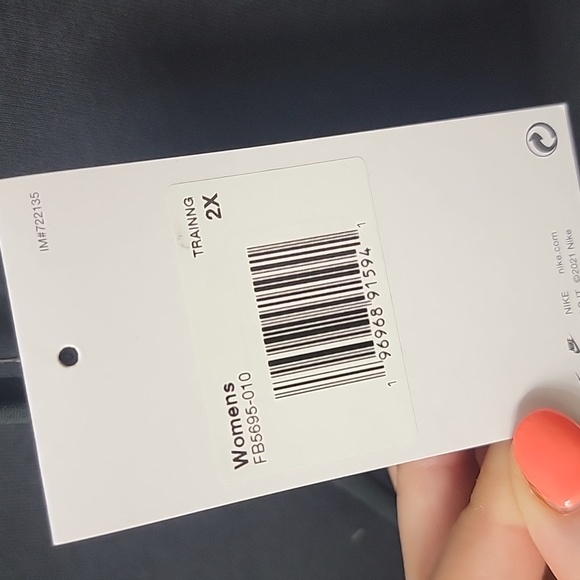 IM#722135
TRAINNG
2X
Womens
FB5695-010
1 96968 91594 1
NIKE nike.com
©2021 Nike